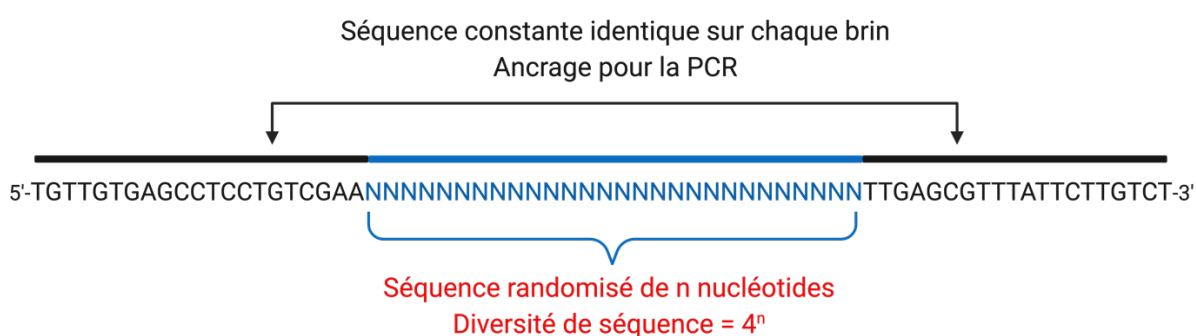 Séquence constante identique sur chaque brin
Ancrage pour la PCR
5'-TGTTGTGAGCCTCCTGTCGAANNNNNNNNNNNNNNNNNNNNNNNNNNNNTTGAGCGTTTATTCTTGTCT-3'
Séquence randomisé de n nucléotides
Diversité de séquence = 4ⁿ